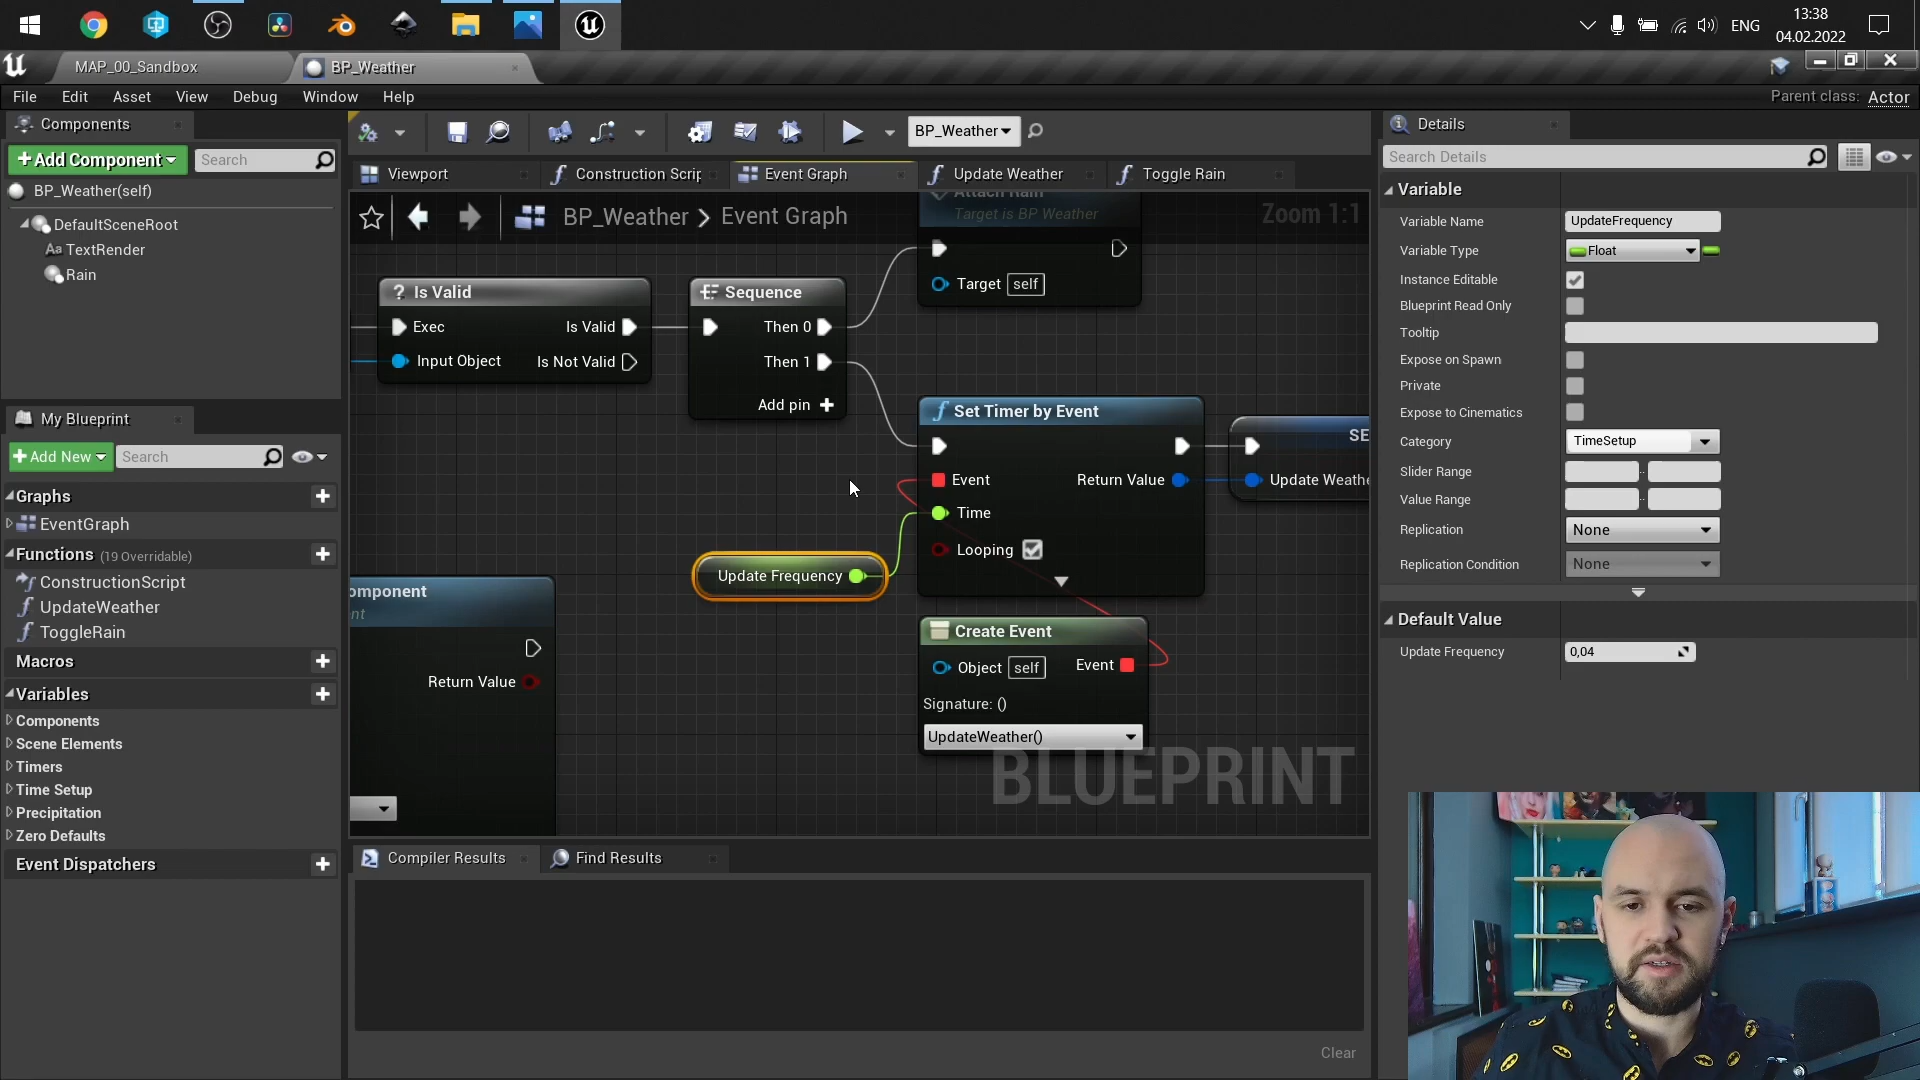 ENG
13:38
04.02.2022
MAP_00_Sandbox
BP_Weather
File Edit Asset View Debug Window Help
Parent class: Actor
Components
Add Component
Search
BP_Weather(self)
DefaultSceneRoot
Aa TextRender
Rain
My Blueprint
Add New
Search
Graphs
EventGraph
Functions (19 Overridable)
ConstructionScript
UpdateWeather
ToggleRain
Macros
Variables
Components
Scene Elements
Timers
Time Setup
Precipitation
Zero Defaults
Event Dispatchers
BP_Weather
Viewport
Construction Scrip
Event Graph
Update Weather
Toggle Rain
BP_Weather > Event Graph
Zoom 1:1
Attach Rain
Target is BP Weather
Target self
? Is Valid
Exec Is Valid
Input Object Is Not Valid
Sequence
Then 0
Then 1
Add pin +
Set Timer by Event
Event Return Value
Time
Looping
SE
Update Weathe
Update Frequency
omponent
nt
Return Value
Create Event
Object self Event
Signature: ()
UpdateWeather()
BLUEPRINT
Compiler Results
Find Results
Clear
Details
Search Details
Variable
Variable Name UpdateFrequency
Variable Type Float
Instance Editable
Blueprint Read Only
Tooltip
Expose on Spawn
Private
Expose to Cinematics
Category TimeSetup
Slider Range
Value Range
Replication None
Replication Condition None
Default Value
Update Frequency 0,04